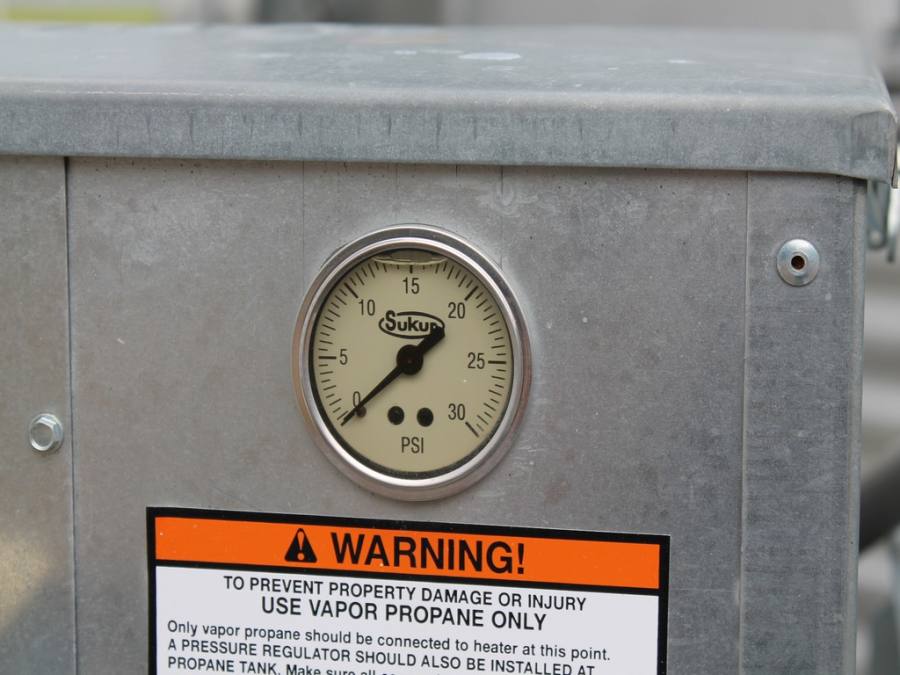 15
10
20
Sukup
5
25
0
30
PSI
WARNING!
TO PREVENT PROPERTY DAMAGE OR INJURY
USE VAPOR PROPANE ONLY
Only vapor propane should be connected to heater at this point.
A PRESSURE REGULATOR SHOULD ALSO BE INSTALLED AT
PROPANE TANK. Make sure all